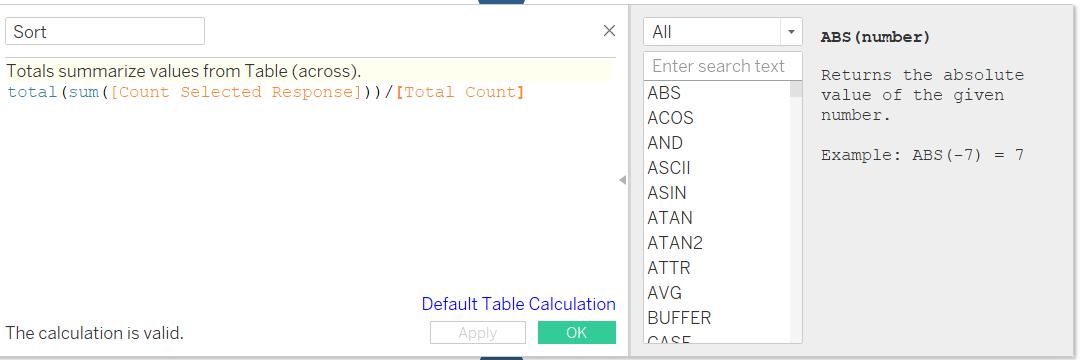 Sort
Totals summarize values from Table (across).
total(sum([Count Selected Response]))/[Total Count]
Default Table Calculation
The calculation is valid.
Apply
OK
All
Enter search text
ABS
ACOS
AND
ASCII
ASIN
ATAN
ATAN2
ATTR
AVG
BUFFER
CASE
ABS(number)
Returns the absolute
value of the given
number.
Example: ABS(-7) = 7